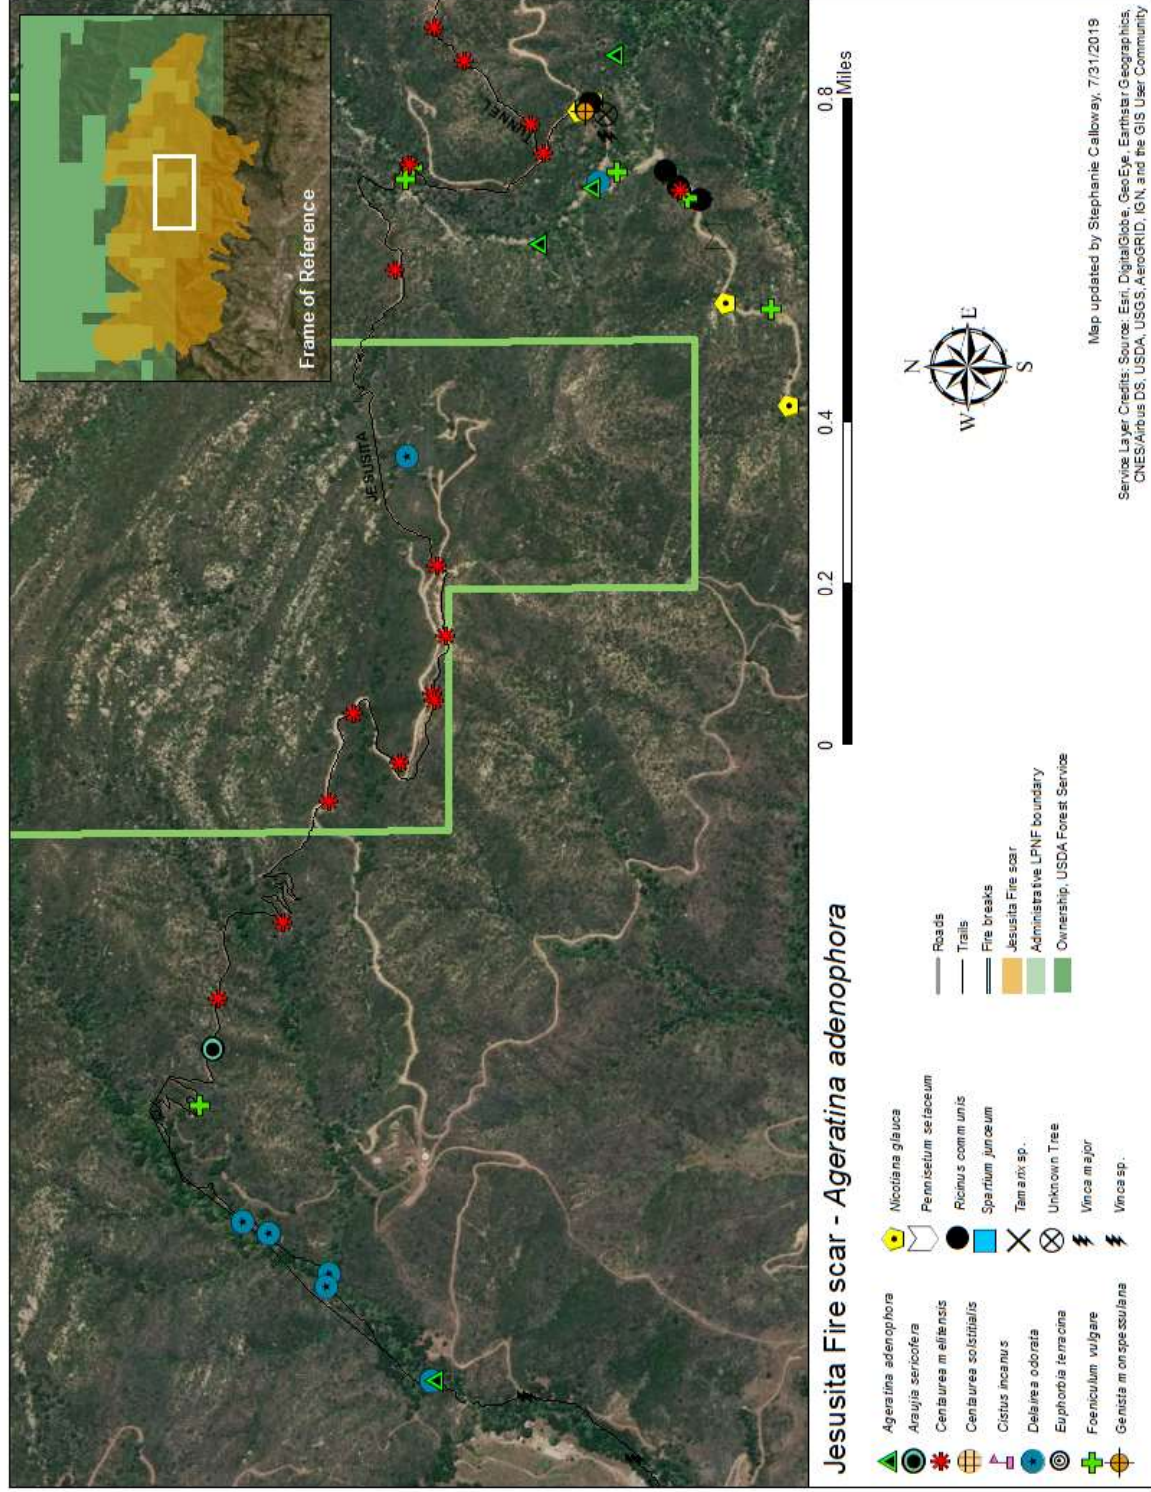 Frame of Reference
TUNNEL
JESUSITA
Jesusita Fire scar - Ageratina adenophora
Ageratina adenophora
Araujia sericofera
Centaurea melitensis
Centaurea solstitialis
Cistus incanus
Delairea odorata
Euphorbia terracina
Foeniculum vulgare
Genista monspessulana
Nicotiana glauca
Pennisetum setaceum
Ricinus communis
Spartium junceum
Tamarix sp.
Unknown Tree
Vinca major
Vinca sp.
Roads
Trails
Fire breaks
Jesusita Fire scar
Administrative LPNF boundary
Ownership, USDA Forest Service
0 0.2 0.4 0.8
Miles
N
W E
S
Map updated by Stephanie Calloway, 7/31/2019
Service Layer Credits: Source: Esri, DigitalGlobe, GeoEye, Earthstar Geographics,
CNES/Airbus DS, USDA, USGS, AeroGRID, IGN, and the GIS User Community